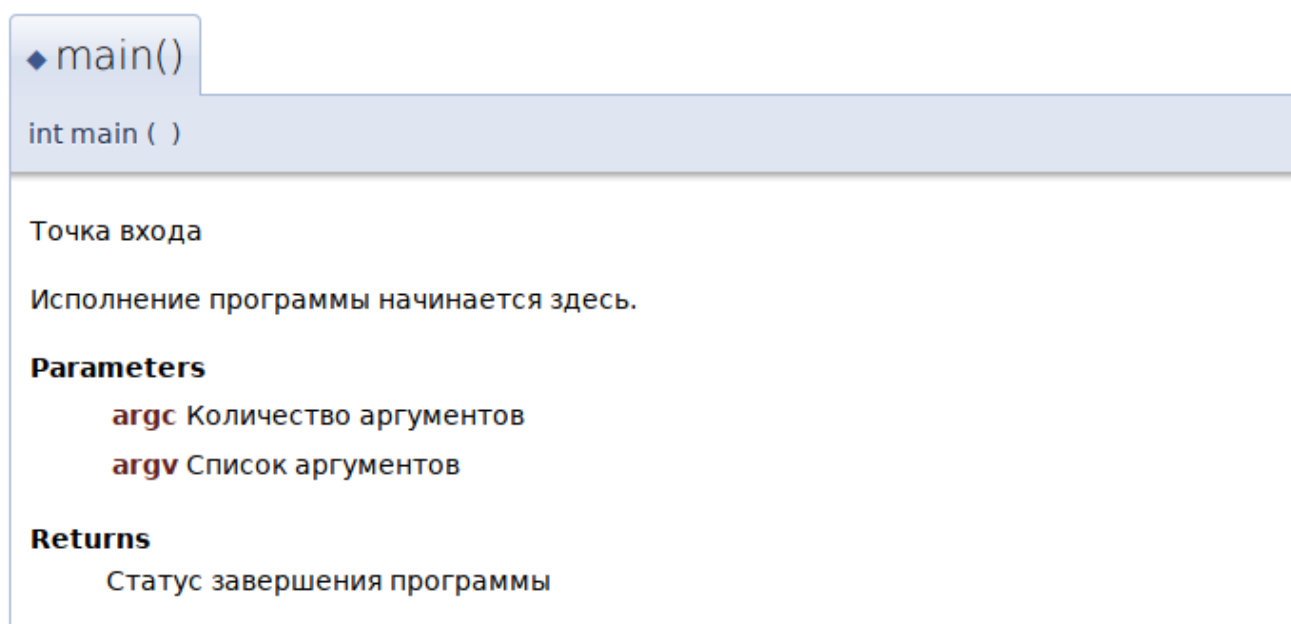 main()
int main ( )
Точка входа
Исполнение программы начинается здесь.
Parameters
argc Количество аргументов
argv Список аргументов
Returns
Статус завершения программы